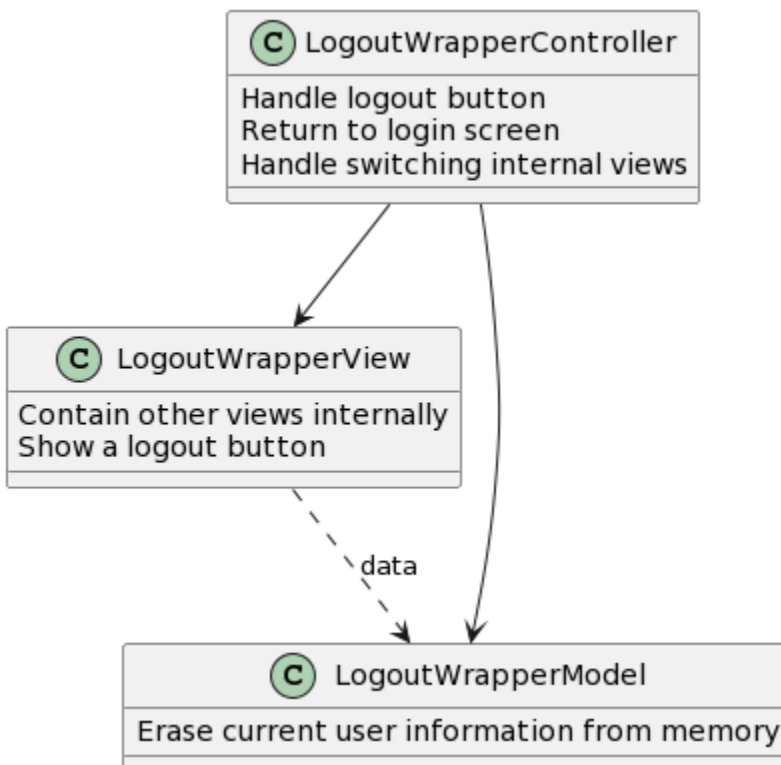 C LogoutWrapperController
Handle logout button
Return to login screen
Handle switching internal views
C LogoutWrapperView
Contain other views internally
Show a logout button
data
C LogoutWrapperModel
Erase current user information from memory